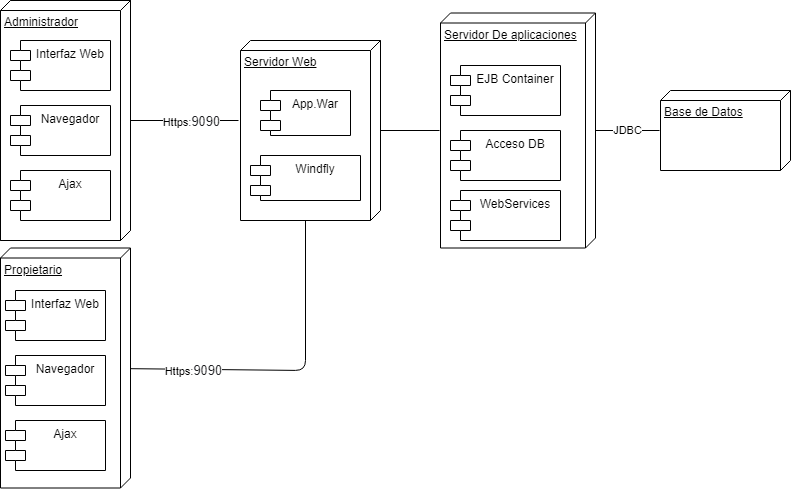 Administrador
Interfaz Web
Navegador
Ajax
Https:9090
Servidor Web
App.War
Windfly
Servidor De aplicaciones
EJB Container
Acceso DB
WebServices
JDBC
Base de Datos
Propietario
Interfaz Web
Navegador
Ajax
Https:9090